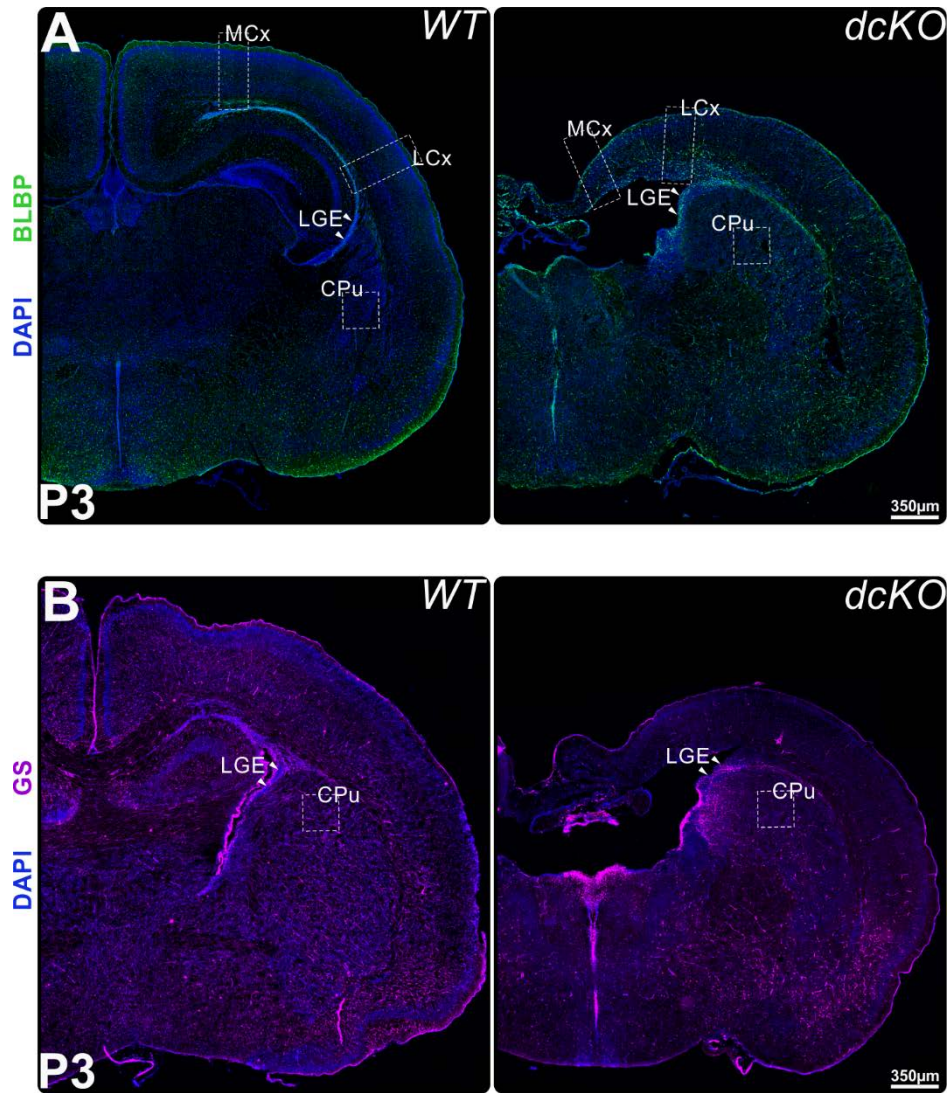 A
WT
MCx
LCx
LGE
CPu
P3
dcKO
MCx
LCx
LGE
CPu
350µm
DAPI BLBP
B
WT
LGE
CPu
P3
dcKO
LGE
CPu
350µm
DAPI GS